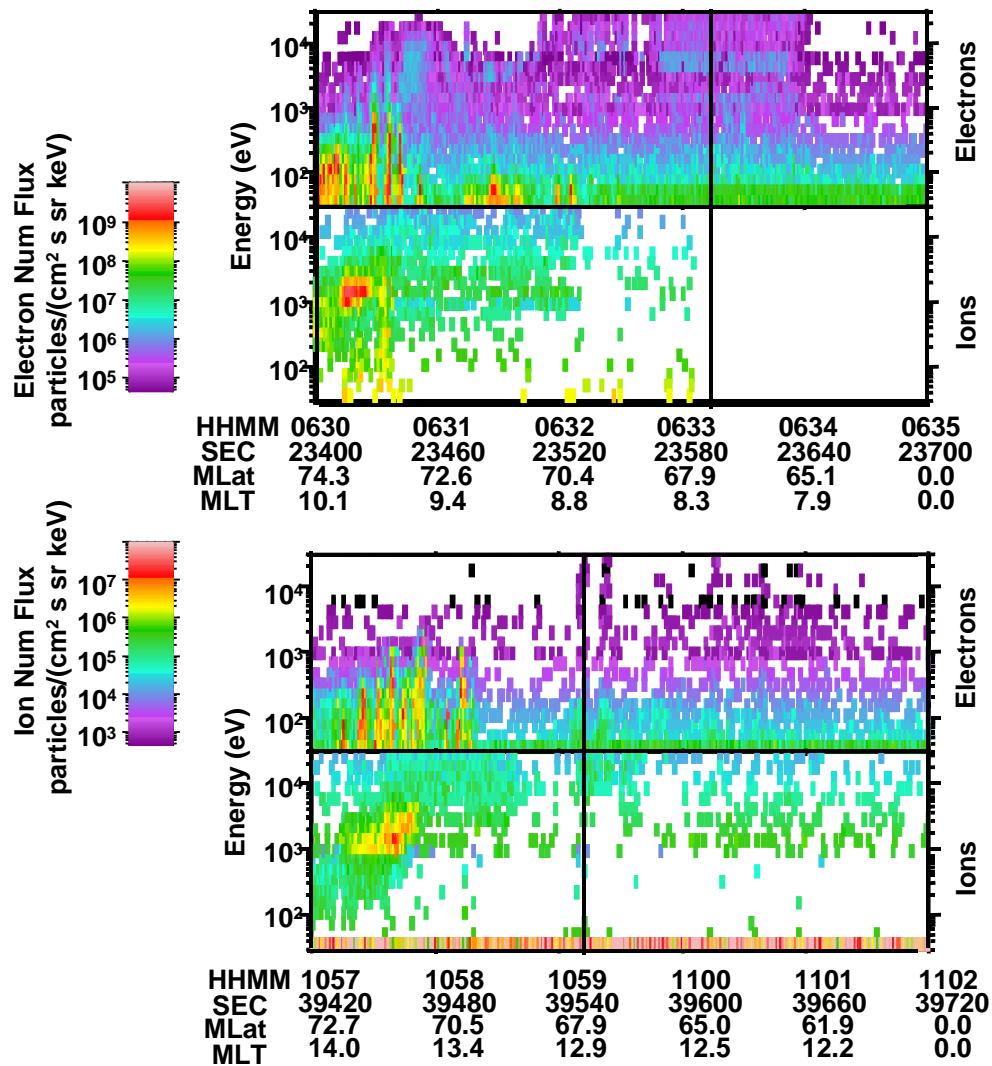 Electron Num Flux
particles/(cm² s sr keV)
10⁹
10⁸
10⁷
10⁶
10⁵
Energy (eV)
10⁴
10³
10²
Electrons
10⁴
10³
10²
Ions
HHMM 0630 0631 0632 0633 0634 0635
SEC 23400 23460 23520 23580 23640 23700
MLat 74.3 72.6 70.4 67.9 65.1 0.0
MLT 10.1 9.4 8.8 8.3 7.9 0.0
Ion Num Flux
particles/(cm² s sr keV)
10⁷
10⁶
10⁵
10⁴
10³
Energy (eV)
10⁴
10³
10²
Electrons
10⁴
10³
10²
Ions
HHMM 1057 1058 1059 1100 1101 1102
SEC 39420 39480 39540 39600 39660 39720
MLat 72.7 70.5 67.9 65.0 61.9 0.0
MLT 14.0 13.4 12.9 12.5 12.2 0.0